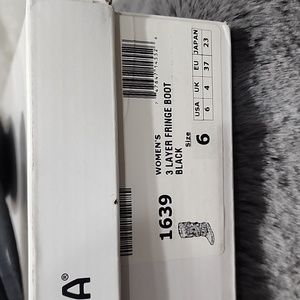 WOMEN'S
3 LAYER FRINGE BOOT
BLACK
1639
Size
6
USA UK EU JAPAN
6 4 37 23
A®